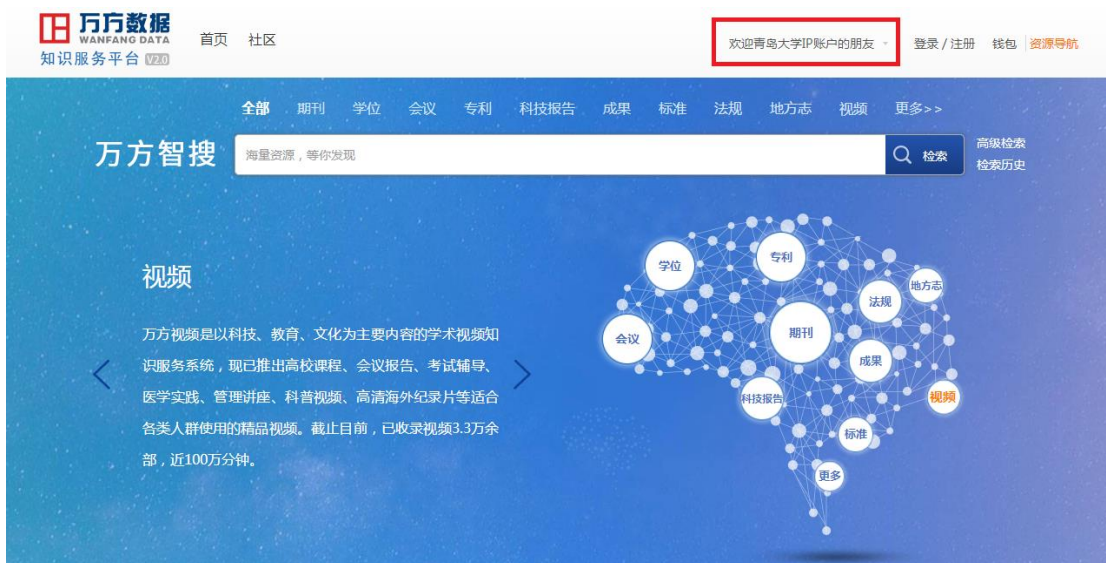 万方数据
WANFANG DATA
知识服务平台 V2.0
首页 社区
欢迎青岛大学IP账户的朋友
登录 / 注册 钱包 资源导航
全部 期刊 学位 会议 专利 科技报告 成果 标准 法规 地方志 视频 更多>>
万方智搜
海量资源，等你发现
检索
高级检索
检索历史
视频
万方视频是以科技、教育、文化为主要内容的学术视频知
识服务系统，现已推出高校课程、会议报告、考试辅导、
医学实践、管理讲座、科普视频、高清海外纪录片等适合
各类人群使用的精品视频。截止目前，已收录视频3.3万余
部，近100万分钟。
学位
专利
地方志
法规
会议
期刊
成果
科技报告
视频
标准
更多